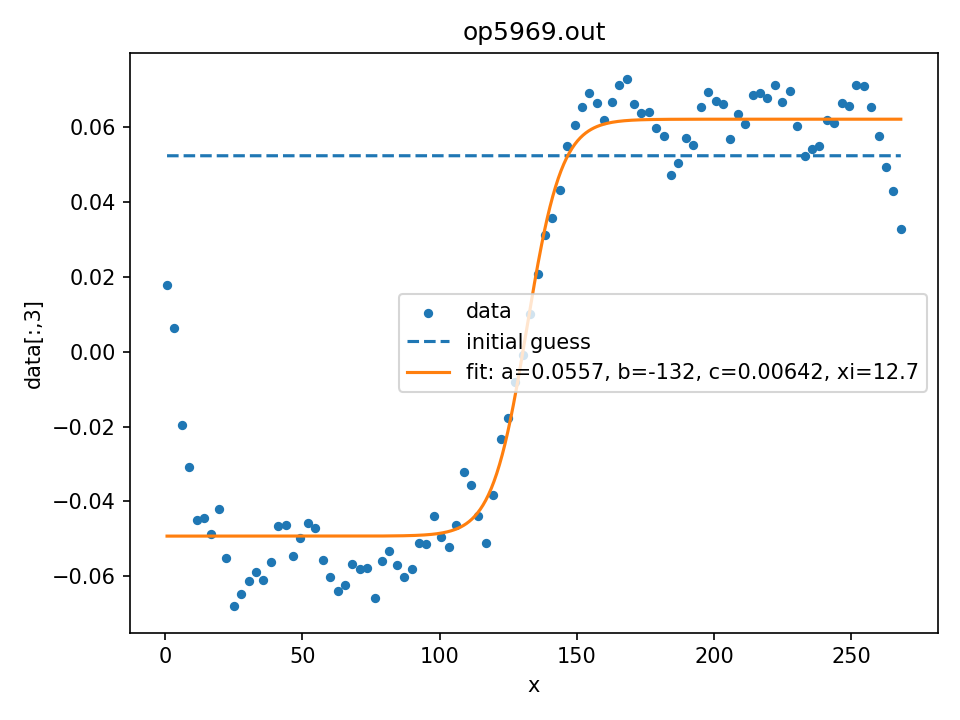 op5969.out
data[:,3]
0.06
0.04
0.02
0.00
−0.02
−0.04
−0.06
data
initial guess
fit: a=0.0557, b=-132, c=0.00642, xi=12.7
0 50 100 150 200 250
x